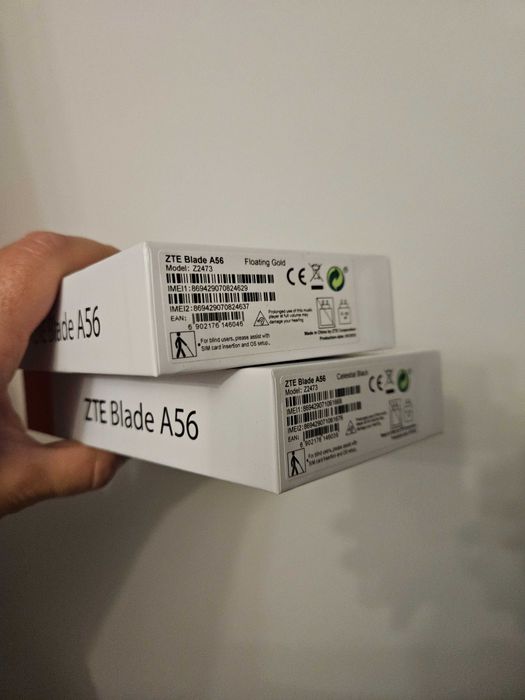 ZTE Blade A56 Floating Gold
Model: Z2473
IMEI1:869429070824629
IMEI2:869429070824637
EAN:
6 902176 146046
Prolonged use of this music
player at full volume may
damage your hearing
For blind users, please assist with
SIM card insertion and OS setup.
Made in China by ZTE Corporation
Production date:
Blade A56
ZTE Blade A56 Celestial Black
Model: Z2473
IMEI1:
IMEI2:
EAN:
6 902176
For blind users, please assist with
SIM card insertion and OS setup.
ZTE Blade A56